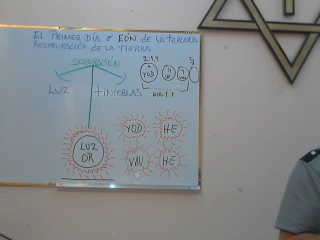 EL PRIMER DIA O EÓN DE LA TERCERA
RESTAURACIÓN DE LA TIERRA
SEPARACIÓN
LUZ
TINIEBLAS
YOD
LUZ
OR
YOD
HE
VAV
HE